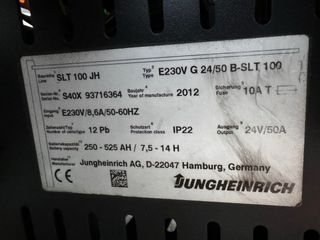 Baureihe Line SLT 100 JH Typ Type E230V G 24/50 B-SLT 100
Serial-Nr. Serial-No. S40X 93716364 Baujahr Year of manufacture 2012 Sicherung Fuse 10A T
Eingang Input E230V/8,6A/50-60HZ
Zellenzahl/Typ Number of cells/type 12 Pb Schutzart Protection class IP22 Ausgang Output 24V/50A
Batteriekapazität Battery capacity 250 - 525 AH / 7,5 - 14 H
Jungheinrich AG, D-22047 Hamburg, Germany
CE JUNGHEINRICH